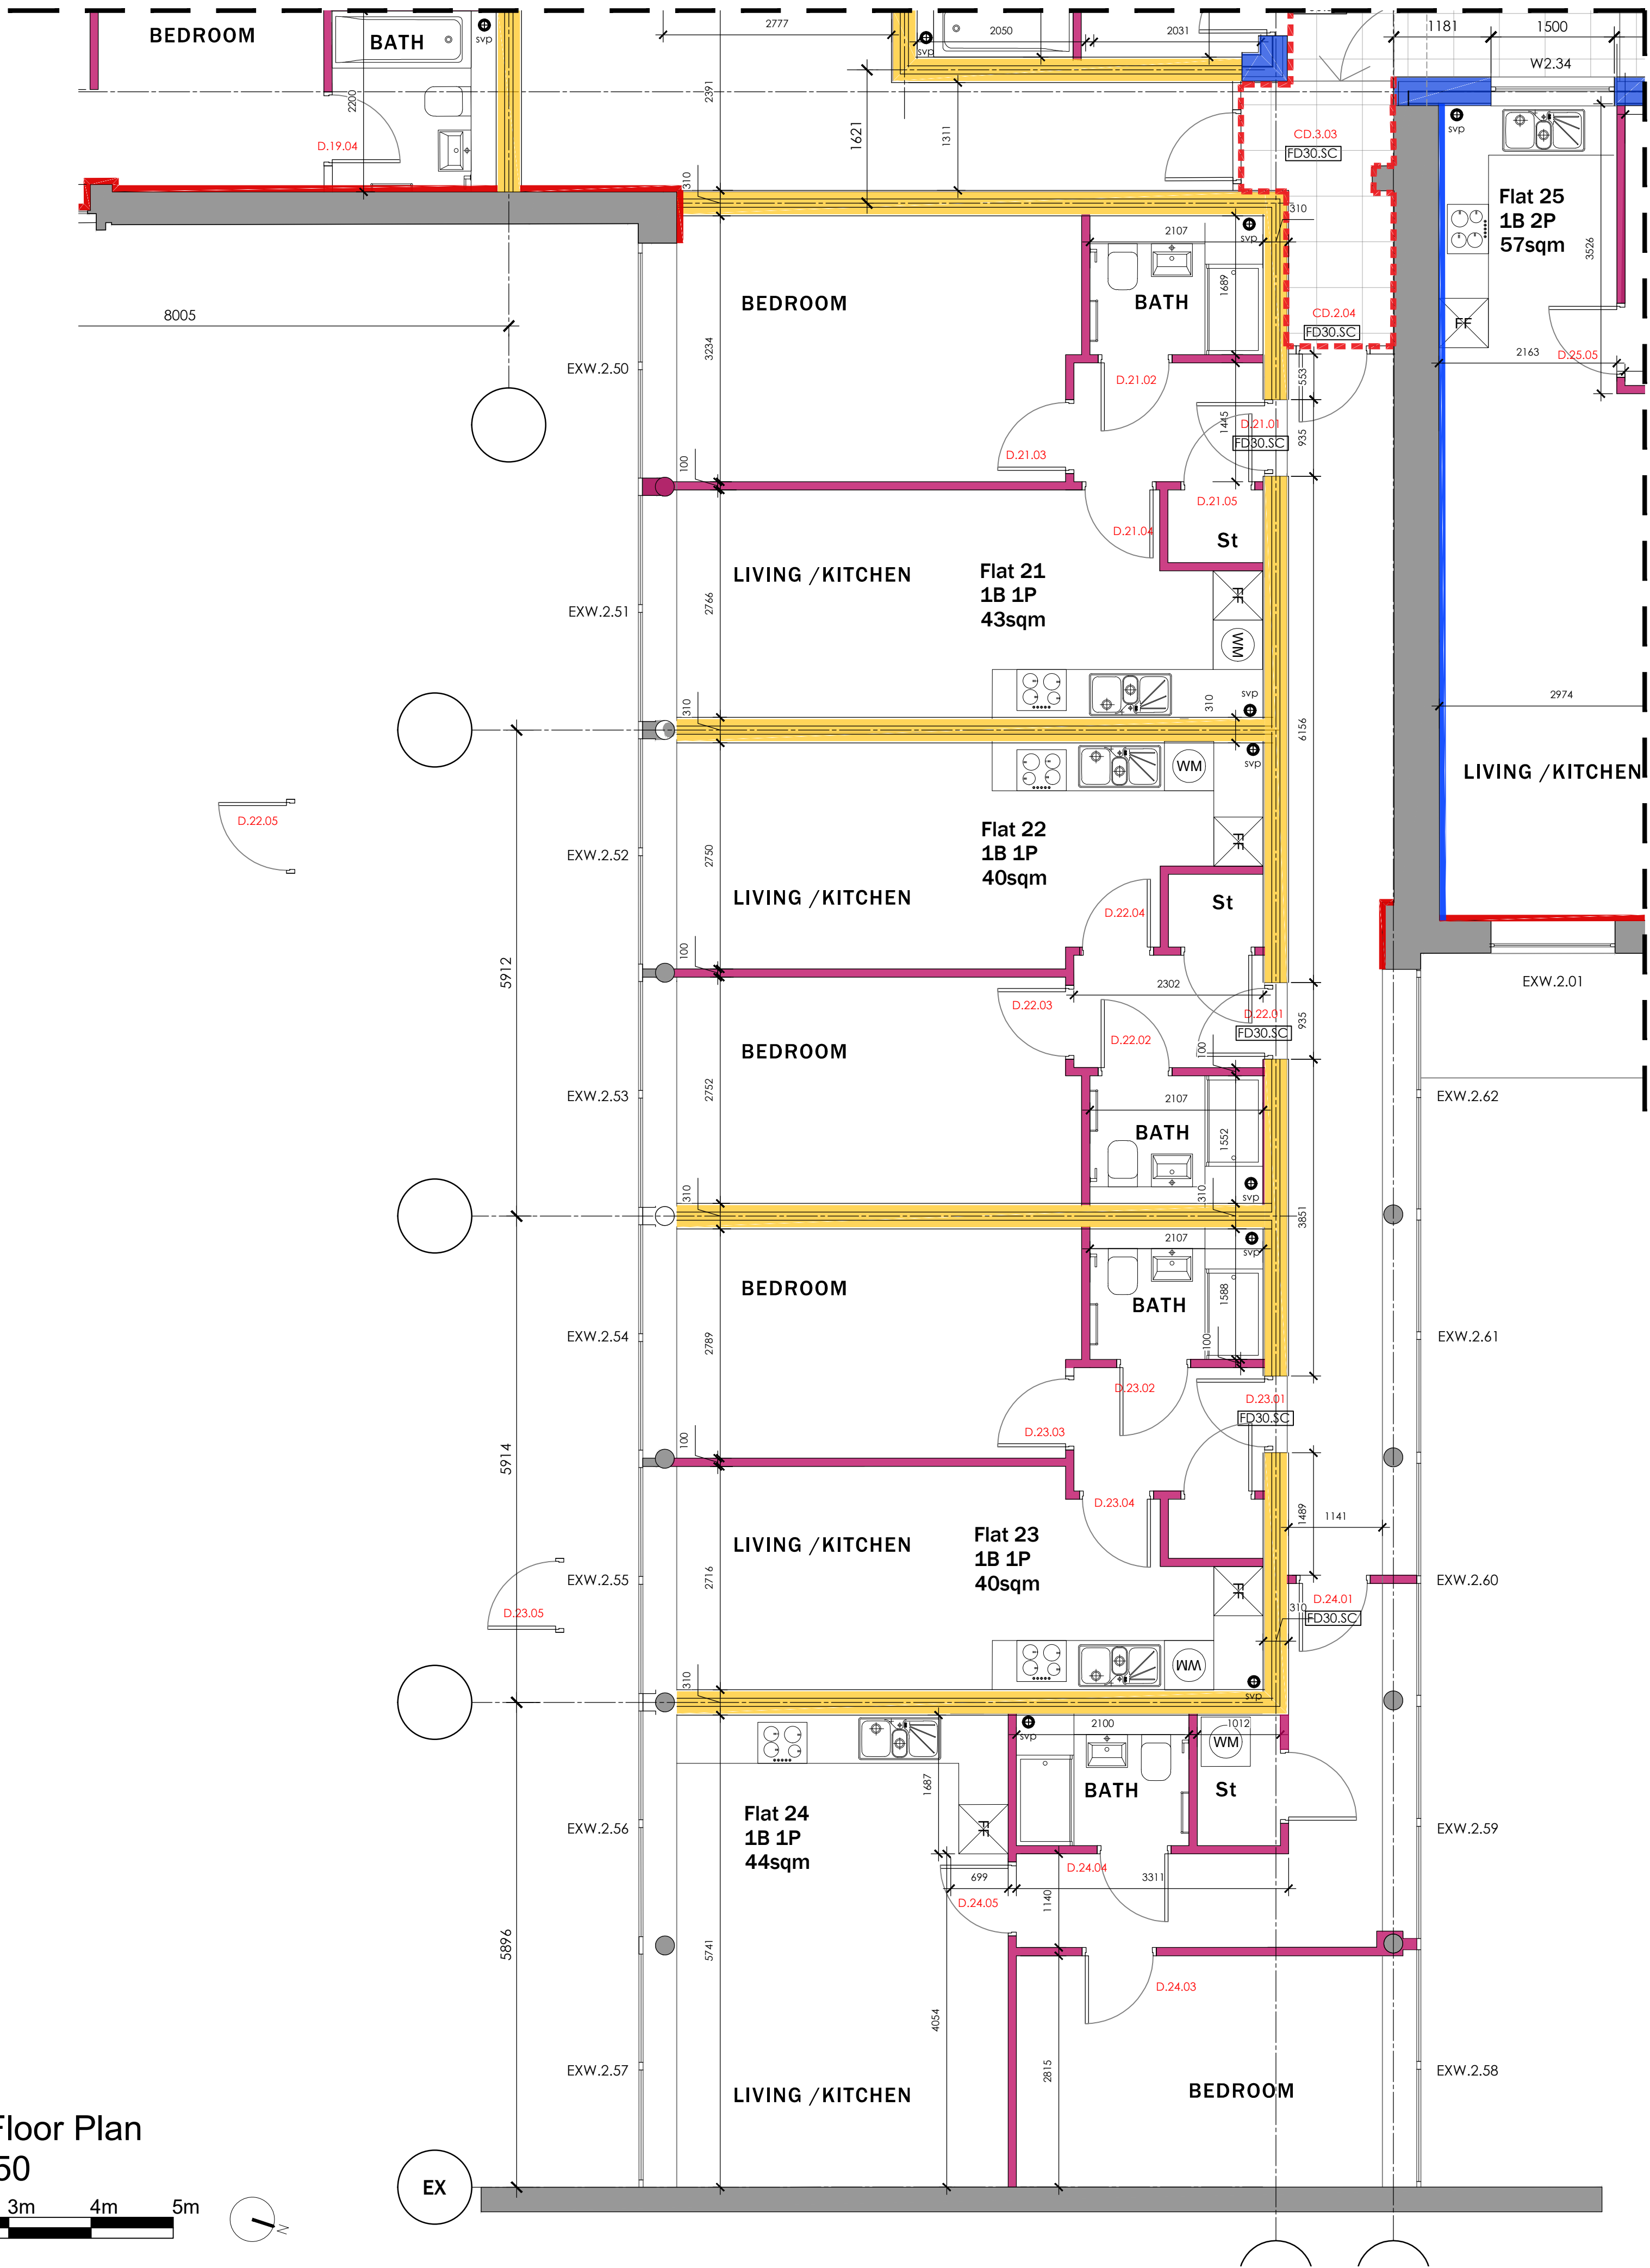 BEDROOM
BATH
svp
2777
svp
2050
2031
1181
1500
W2.34
2200
2391
1621
1311
D.19.04
CD.3.03
FD30.SC
svp
Flat 25
1B 2P
57sqm
3526
310
310
2107
svp
8005
BEDROOM
BATH
1689
CD.2.04
FD30.SC
FF
2163
D.25.05
3234
EXW.2.50
D.21.02
553
1445
D.21.01
FD30.SC
935
D.21.03
100
D.21.05
D.21.04
St
LIVING /KITCHEN
Flat 21
1B 1P
43sqm
FF
2766
EXW.2.51
WM
310
310
svp
2974
6156
WM
svp
LIVING /KITCHEN
D.22.05
Flat 22
1B 1P
40sqm
FF
2750
EXW.2.52
LIVING /KITCHEN
St
D.22.04
100
5912
2302
EXW.2.01
D.22.03
D.22.01
FD30.SC
935
D.22.02
100
BEDROOM
2752
EXW.2.53
2107
EXW.2.62
BATH
1552
310
310
svp
3851
2107
svp
BEDROOM
BATH
1588
100
2789
EXW.2.54
EXW.2.61
D.23.02
D.23.01
FD30.SC
D.23.03
100
5914
D.23.04
1489
1141
LIVING /KITCHEN
Flat 23
1B 1P
40sqm
2716
EXW.2.55
FF
EXW.2.60
D.23.05
D.24.01
310
FD30.SC
WM
310
svp
2100
1012
svp
WM
BATH
St
1687
Flat 24
1B 1P
44sqm
FF
EXW.2.56
EXW.2.59
D.24.04
699
3311
D.24.05
1140
5896
5741
D.24.03
4054
2815
EXW.2.57
EXW.2.58
LIVING /KITCHEN
BEDROOM
Floor Plan
50
EX
3m
4m
5m
N